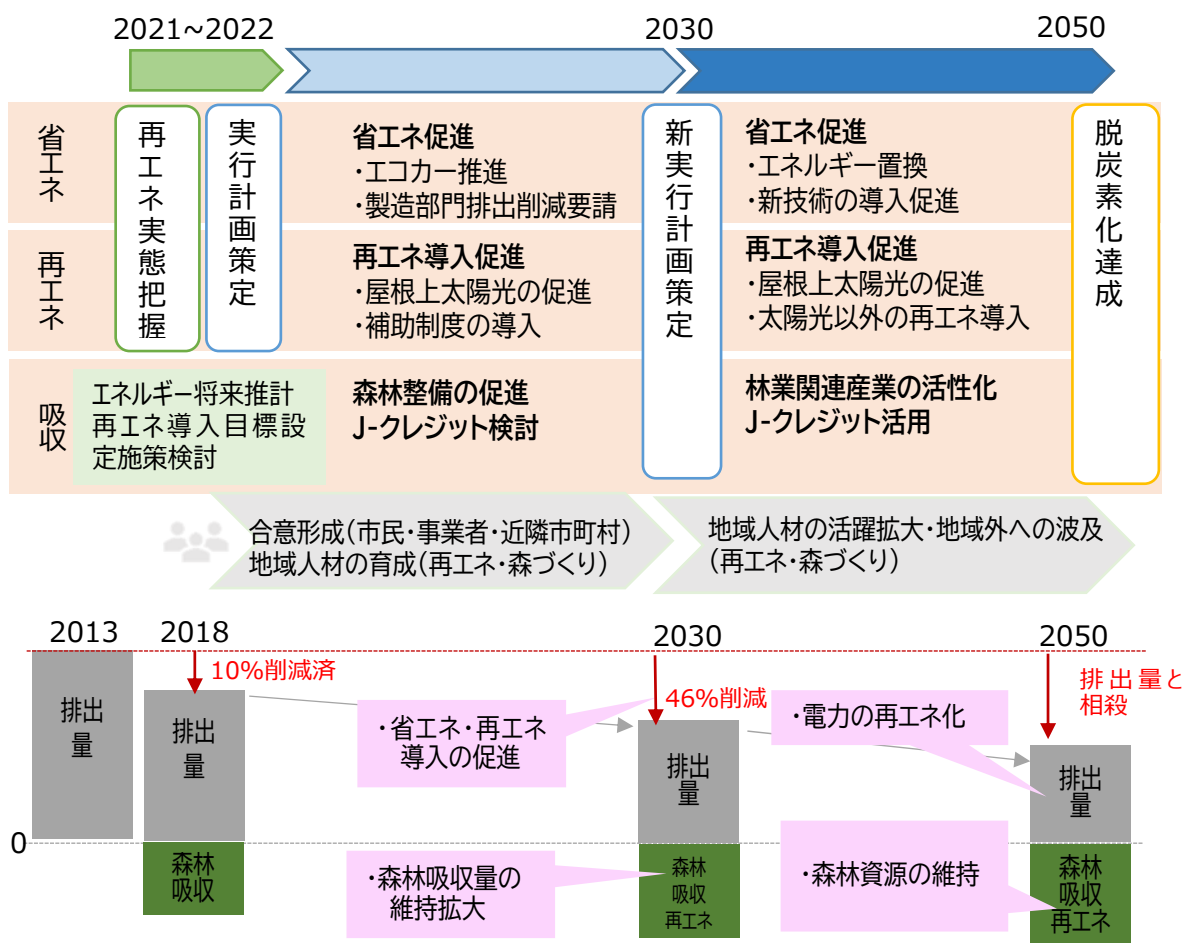 2021~2022
2030
2050
省エネ
再エネ実態把握
実行計画策定
省エネ促進
・エコカー推進
・製造部門排出削減要請
新実行計画策定
省エネ促進
・エネルギー置換
・新技術の導入促進
脱炭素化達成
再エネ
再エネ導入促進
・屋根上太陽光の促進
・補助制度の導入
再エネ導入促進
・屋根上太陽光の促進
・太陽光以外の再エネ導入
吸収
エネルギー将来推計
再エネ導入目標設
定施策検討
森林整備の促進
J-クレジット検討
林業関連産業の活性化
J-クレジット活用
合意形成(市民・事業者・近隣市町村)
地域人材の育成(再エネ・森づくり)
地域人材の活躍拡大・地域外への波及
(再エネ・森づくり)
2013
2018
2030
2050
10%削減済
46%削減
排出量と
相殺
排出
量
排出
量
・省エネ・再エネ
導入の促進
排出
量
・電力の再エネ化
排出
量
0
森林
吸収
・森林吸収量の
維持拡大
森林
吸収
再エネ
・森林資源の維持
森林
吸収
再エネ